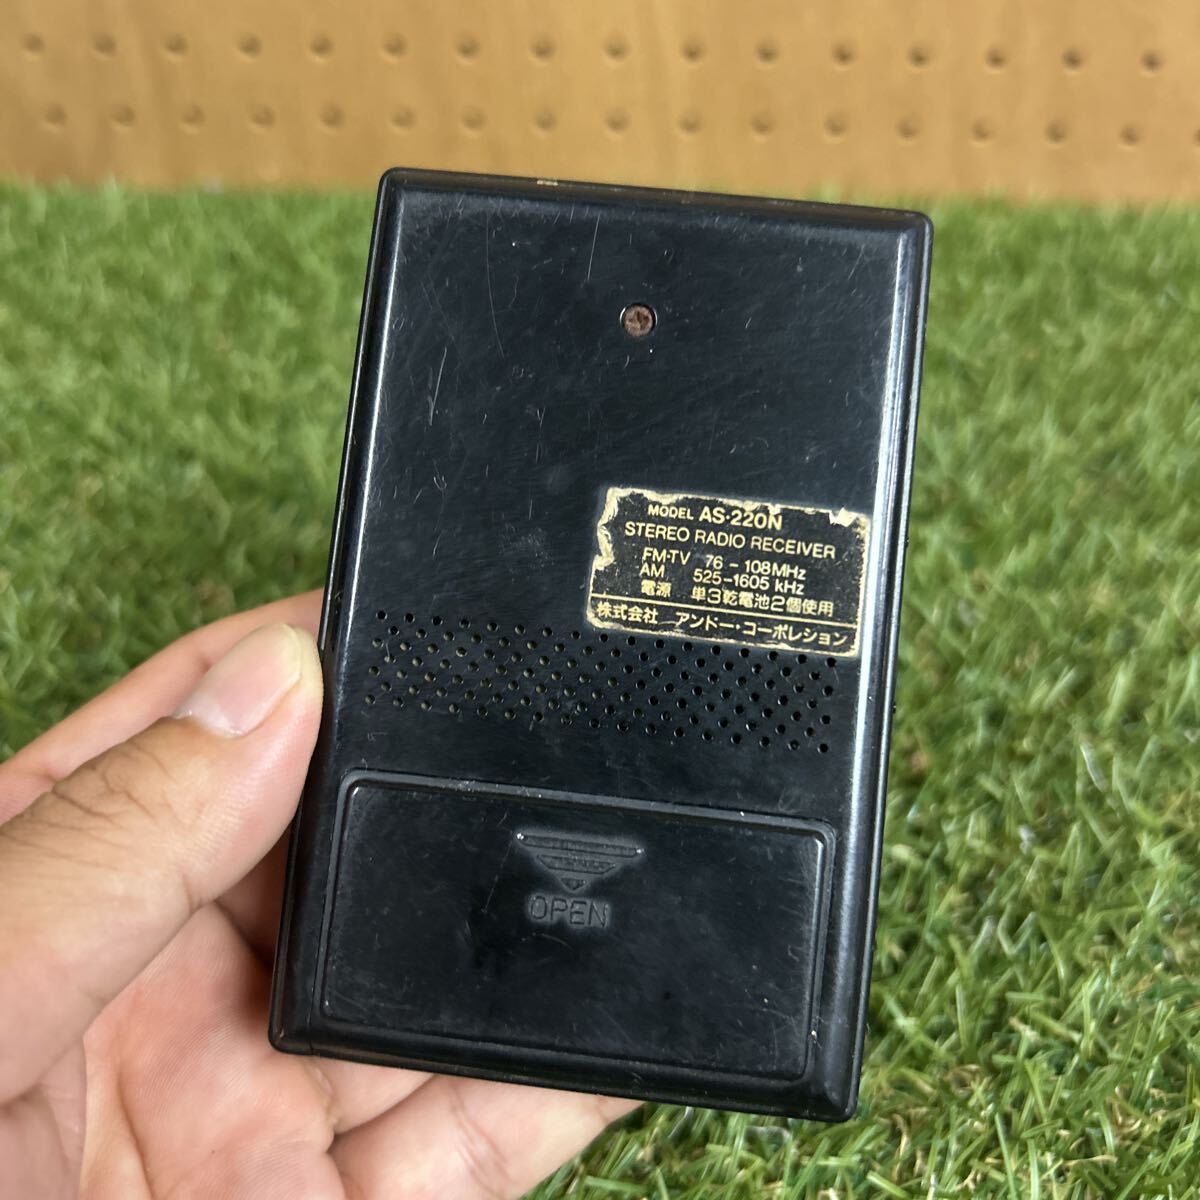 MODEL AS-220N
STEREO RADIO RECEIVER
FM・TV 76 - 108MHz
AM 525-1605 kHz
電源 単3乾電池2個使用
株式会社 アンドー・コーポレション
OPEN